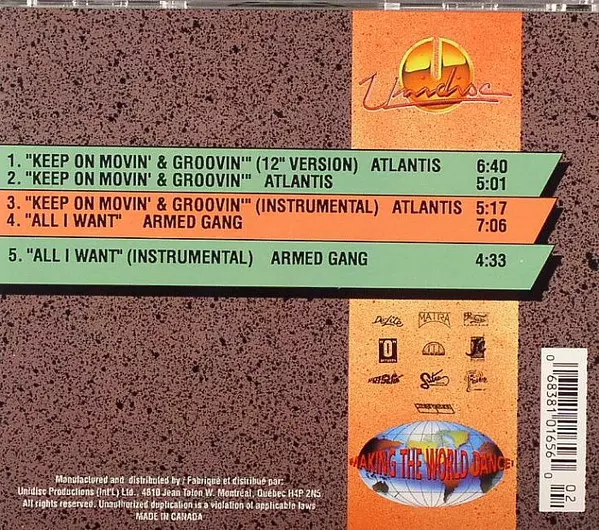 Unidisc
1. "KEEP ON MOVIN' & GROOVIN'" (12" VERSION) ATLANTIS 6:40
2. "KEEP ON MOVIN' & GROOVIN'" ATLANTIS 5:01
3. "KEEP ON MOVIN' & GROOVIN'" (INSTRUMENTAL) ATLANTIS 5:17
4. "ALL I WANT" ARMED GANG 7:06
5. "ALL I WANT" (INSTRUMENTAL) ARMED GANG 4:33
MATRA
"O"
MAKING THE WORLD DANCE!
Manufactured and distributed by / Fabriqué et distribué par:
Unidisc Productions (Int'l) Ltd., 4810 Jean Talon W. Montréal, Québec H4P 2N5
All rights reserved. Unauthorized duplication is a violation of applicable laws
MADE IN CANADA
0 68381 01656 0
02